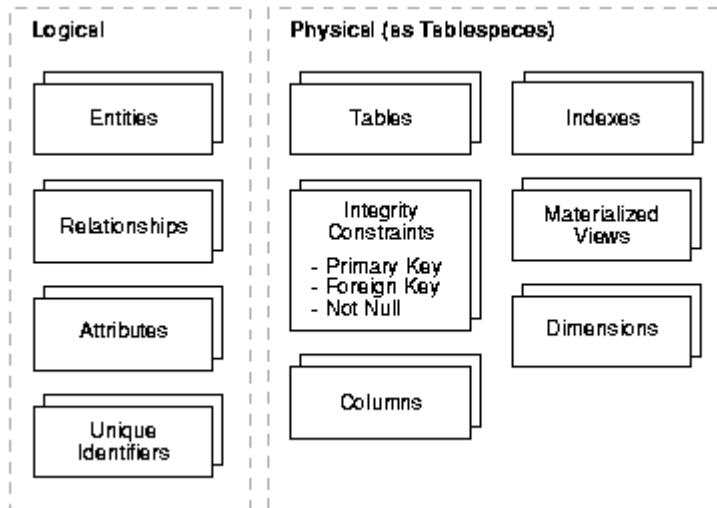 Logical
Entities
Relationships
Attributes
Unique
Identifiers
Physical (as Tablespaces)
Tables
Integrity
Constraints
- Primary Key
- Foreign Key
- Not Null
Columns
Indexes
Materialized
Views
Dimensions